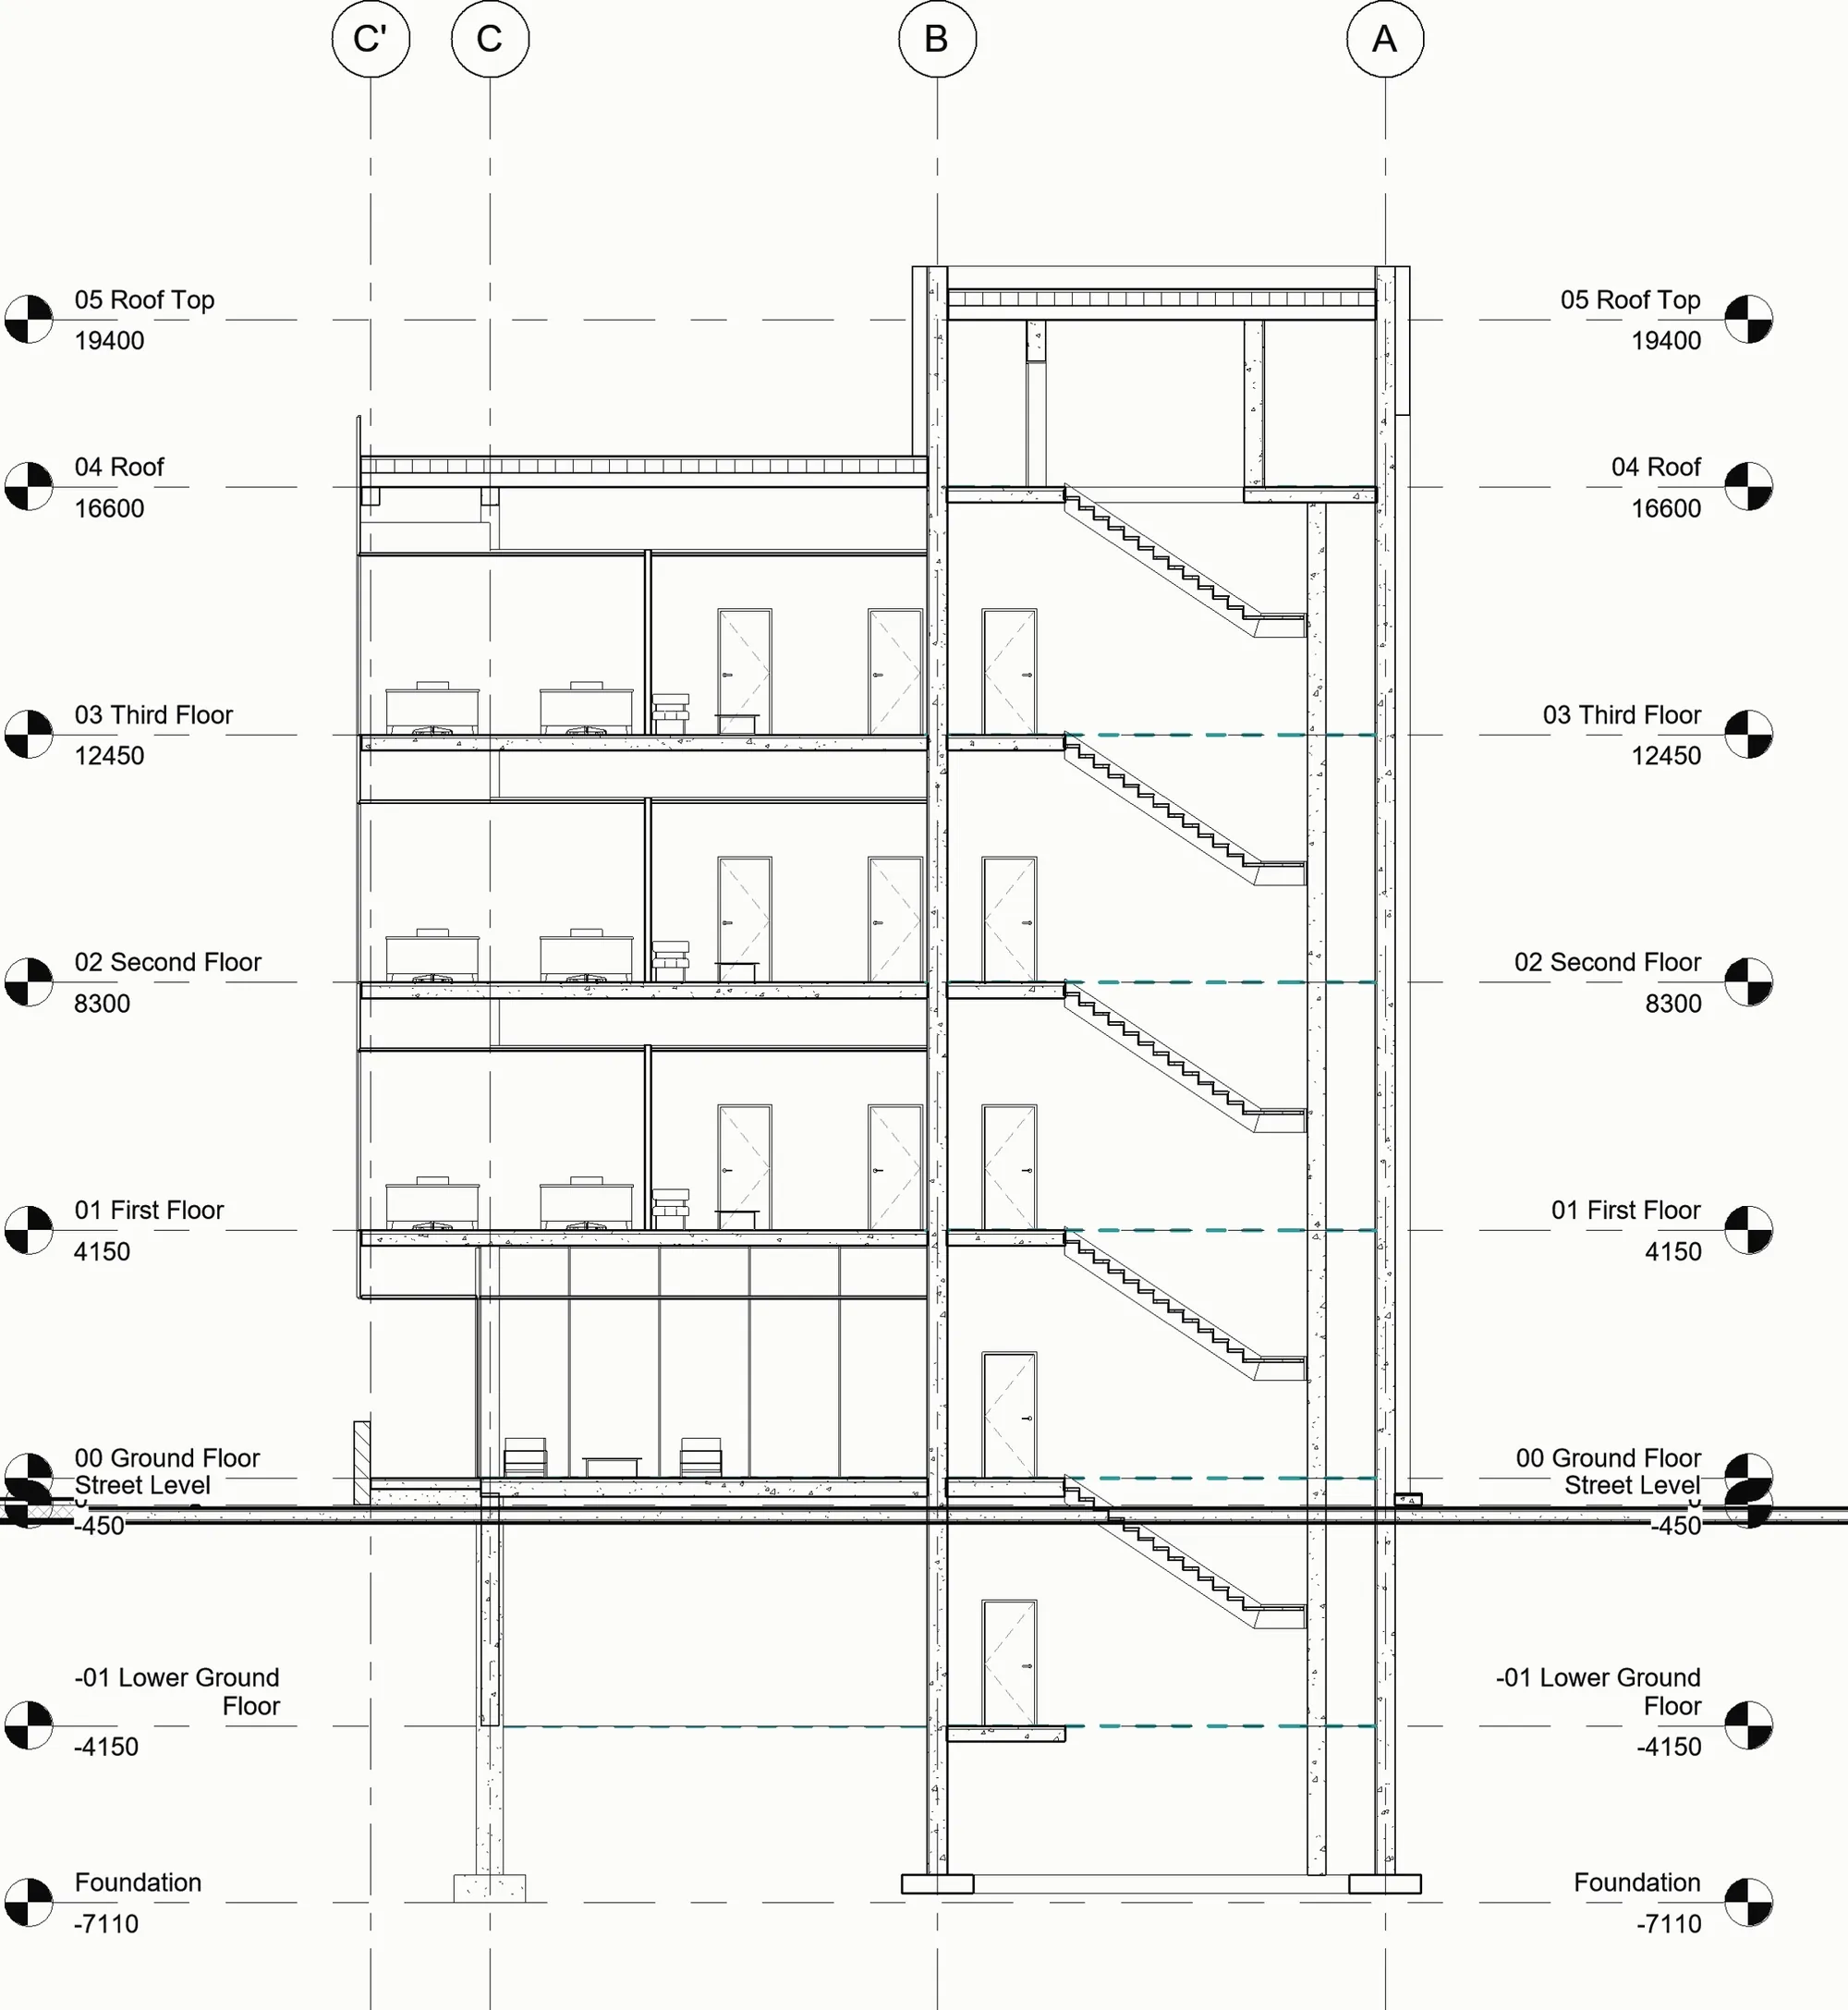 C' C B A
05 Roof Top
19400
05 Roof Top
19400
04 Roof
16600
04 Roof
16600
03 Third Floor
12450
03 Third Floor
12450
02 Second Floor
8300
02 Second Floor
8300
01 First Floor
4150
01 First Floor
4150
00 Ground Floor
Street Level
-450
00 Ground Floor
Street Level
-450
-01 Lower Ground
Floor
-4150
-01 Lower Ground
Floor
-4150
Foundation
-7110
Foundation
-7110